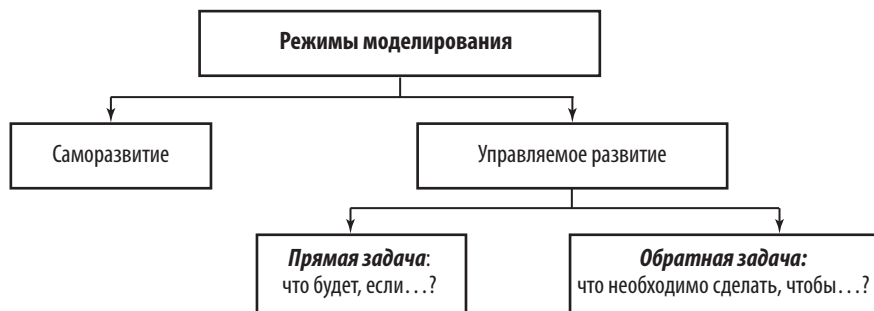 Режимы моделирования
Саморазвитие
Управляемое развитие
Прямая задача:
что будет, если…?
Обратная задача:
что необходимо сделать, чтобы…?